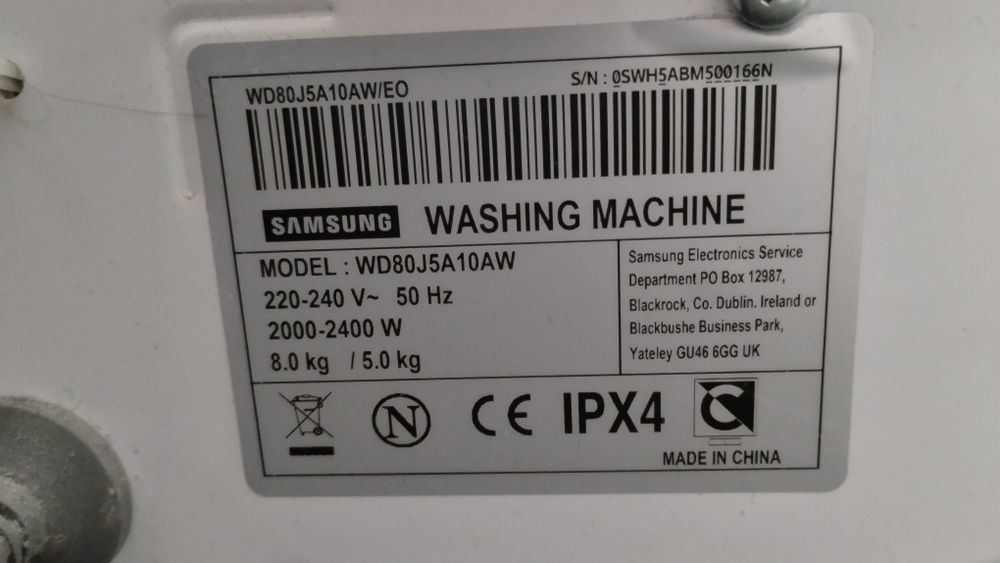 WD80J5A10AW/EO
S/N : 0SWH5ABM500166N
SAMSUNG WASHING MACHINE
MODEL : WD80J5A10AW
220-240 V~ 50 Hz
2000-2400 W
8.0 kg / 5.0 kg
Samsung Electronics Service
Department PO Box 12987,
Blackrock, Co. Dublin. Ireland or
Blackbushe Business Park,
Yateley GU46 6GG UK
N CE IPX4
MADE IN CHINA